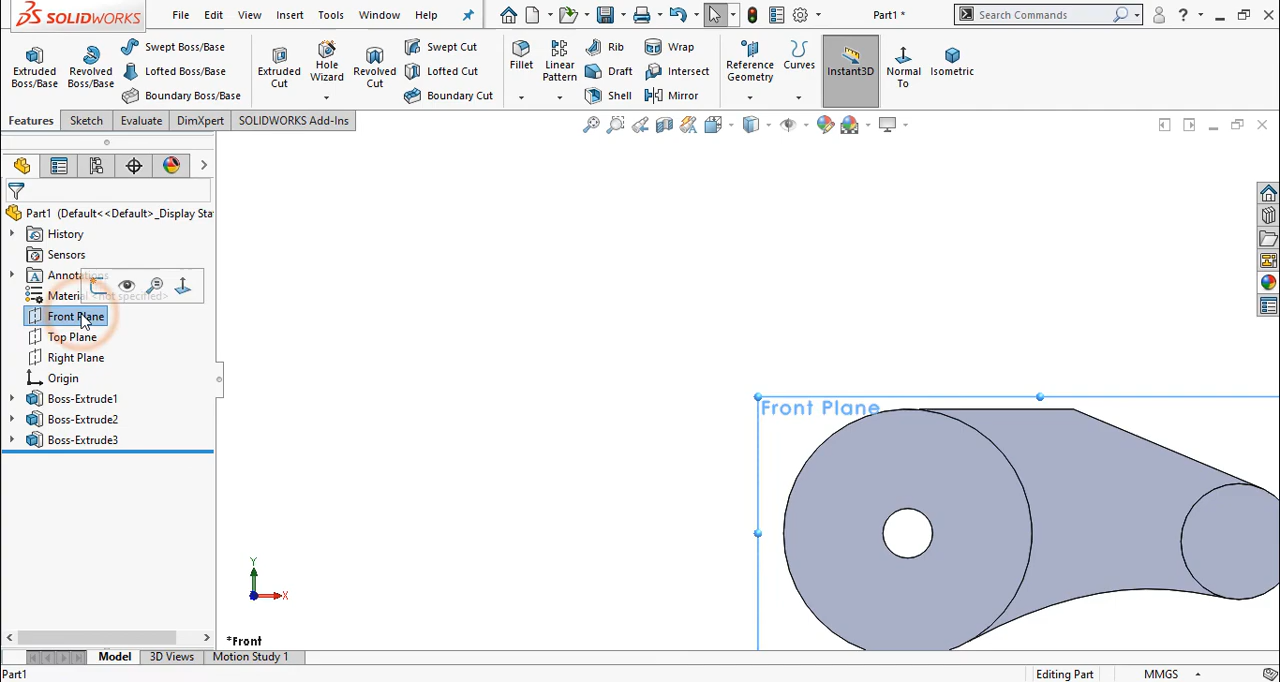 SOLIDWORKS File Edit View Insert Tools Window Help Part1 * Search Commands
Extruded Boss/Base Revolved Boss/Base Swept Boss/Base Lofted Boss/Base Boundary Boss/Base Extruded Cut Hole Wizard Revolved Cut Swept Cut Lofted Cut Boundary Cut Fillet Linear Pattern Rib Draft Shell Wrap Intersect Mirror Reference Geometry Curves Instant3D Normal To Isometric
Features Sketch Evaluate DimXpert SOLIDWORKS Add-Ins
Part1 (Default<<Default>_Display Sta
History
Sensors
Annotations
Material <not specified>
Front Plane
Top Plane
Right Plane
Origin
Boss-Extrude1
Boss-Extrude2
Boss-Extrude3
Front Plane
Y
X
*Front
Model 3D Views Motion Study 1
Part1 Editing Part MMGS